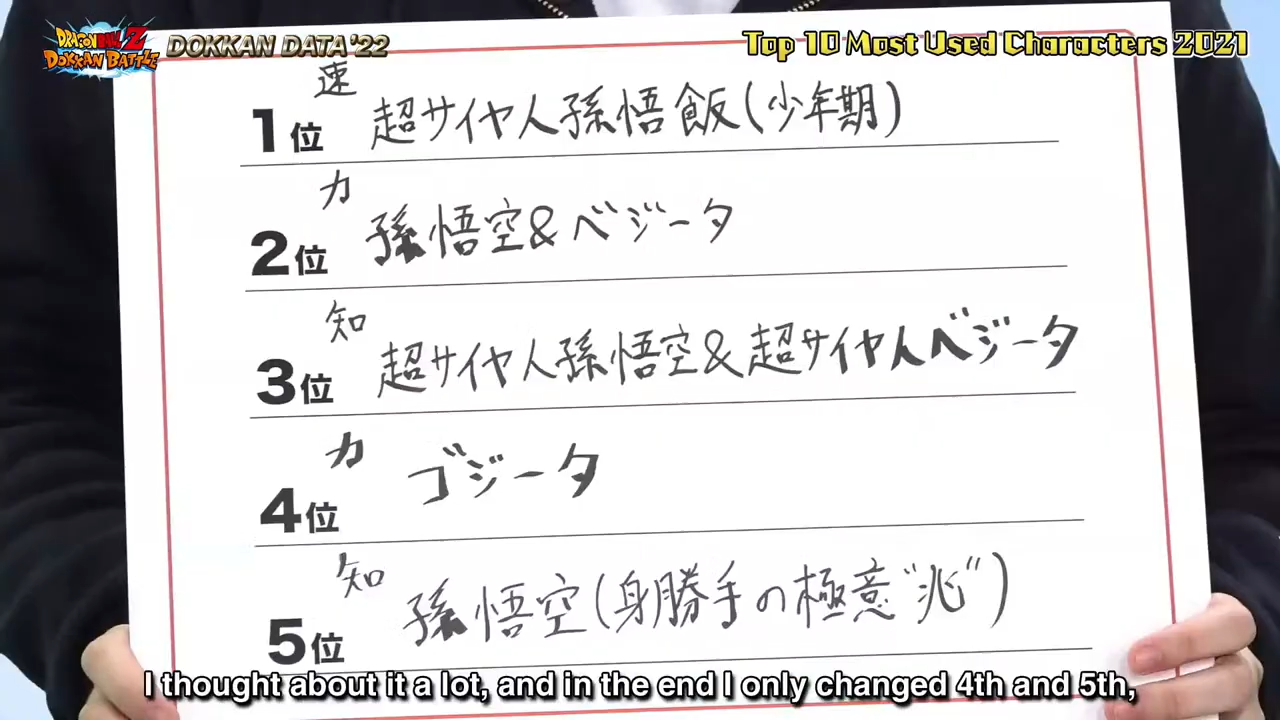 DRAGON BALL Z
DOKKAN BATTLE
DOKKAN DATA '22
Top 10 Most Used Characters 2021
速
1位 超サイヤ人孫悟飯(少年期)
力
2位 孫悟空&ベジータ
知
3位 超サイヤ人孫悟空&超サイヤ人ベジータ
力
4位 ゴジータ
知
5位 孫悟空(身勝手の極意"兆")
I thought about it a lot, and in the end I only changed 4th and 5th,